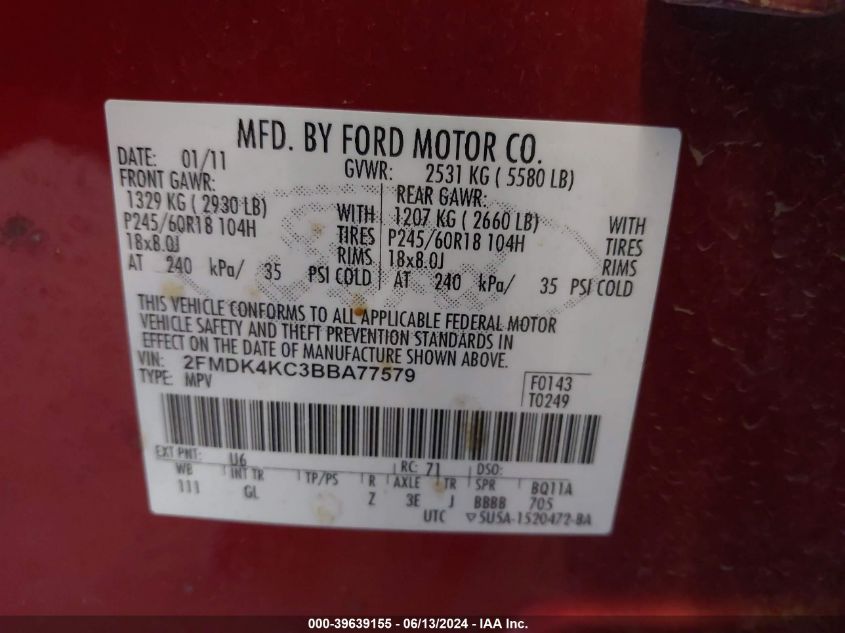 MFD. BY FORD MOTOR CO.
DATE: 01/11 GVWR: 2531 KG ( 5580 LB)
FRONT GAWR: REAR GAWR:
1329 KG ( 2930 LB) WITH 1207 KG ( 2660 LB) WITH
P245/60R18 104H TIRES P245/60R18 104H TIRES
18x8.0J RIMS 18x8.0J RIMS
AT 240 kPa/ 35 PSI COLD AT 240 kPa/ 35 PSI COLD
THIS VEHICLE CONFORMS TO ALL APPLICABLE FEDERAL MOTOR
VEHICLE SAFETY AND THEFT PREVENTION STANDARDS IN
EFFECT ON THE DATE OF MANUFACTURE SHOWN ABOVE.
VIN: 2FMDK4KC3BBA77579
TYPE: MPV
F0143
T0249
EXT PNT: U6 RC: 71 DSO:
WB INT TR TP/PS R AXLE TR SPR BQ11A
111 GL Z 3E J BBBB 705
UTC ▽5U5A-1520472-BA
000-39639155 - 06/13/2024 - IAA Inc.